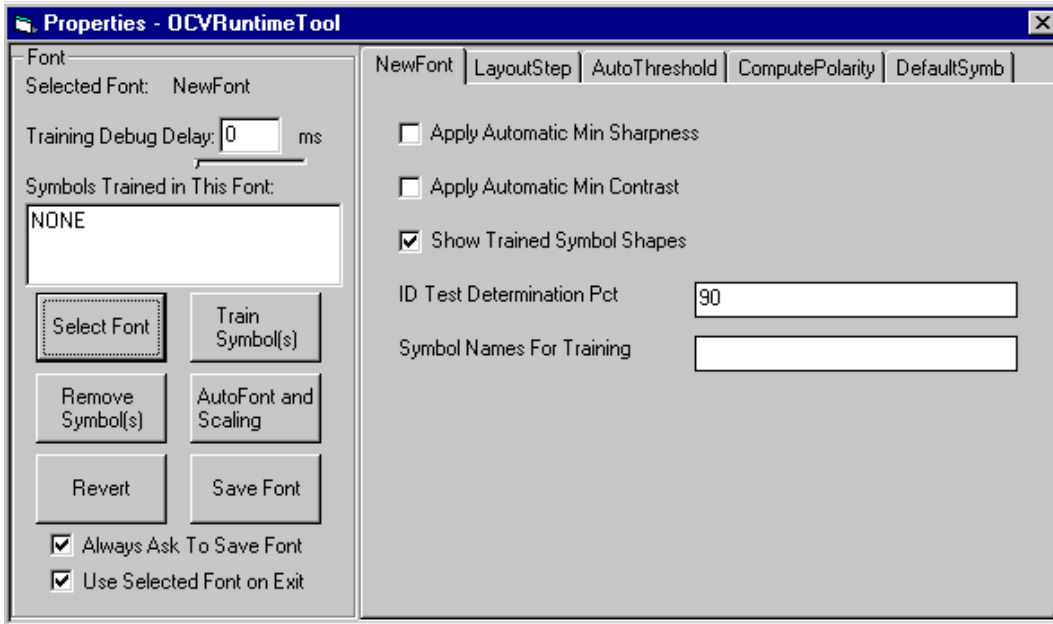 Properties - OCVRuntimeTool
Font
Selected Font: NewFont
Training Debug Delay: 0 ms
Symbols Trained in This Font:
NONE
Select Font
Train
Symbol(s)
Remove
Symbol(s)
AutoFont and
Scaling
Revert
Save Font
Always Ask To Save Font
Use Selected Font on Exit
NewFont LayoutStep AutoThreshold ComputePolarity DefaultSymb
Apply Automatic Min Sharpness
Apply Automatic Min Contrast
Show Trained Symbol Shapes
ID Test Determination Pct 90
Symbol Names For Training